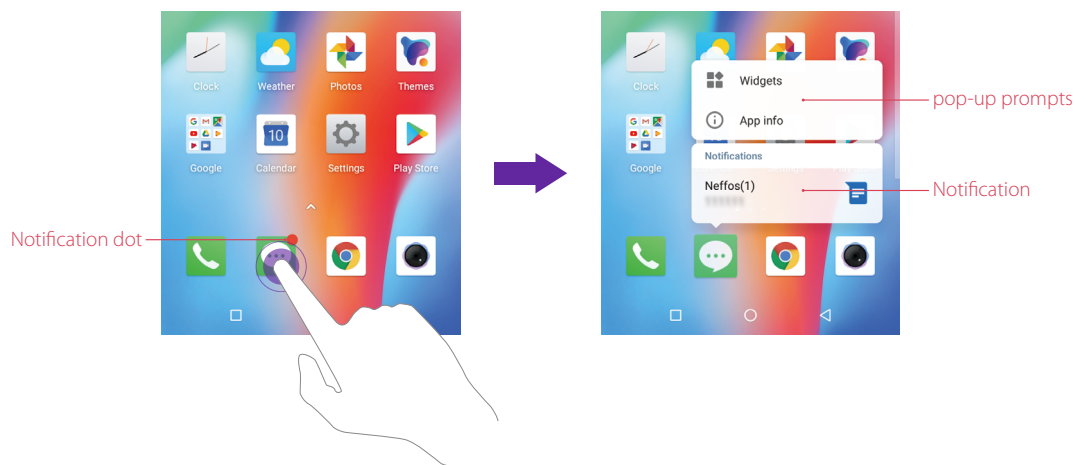 Clock
Weather
Photos
Themes
Google
10
Calendar
Settings
Play Store
Notification dot
Clock
Widgets
App info
Google
Notifications
Neffos(1)
pop-up prompts
Notification